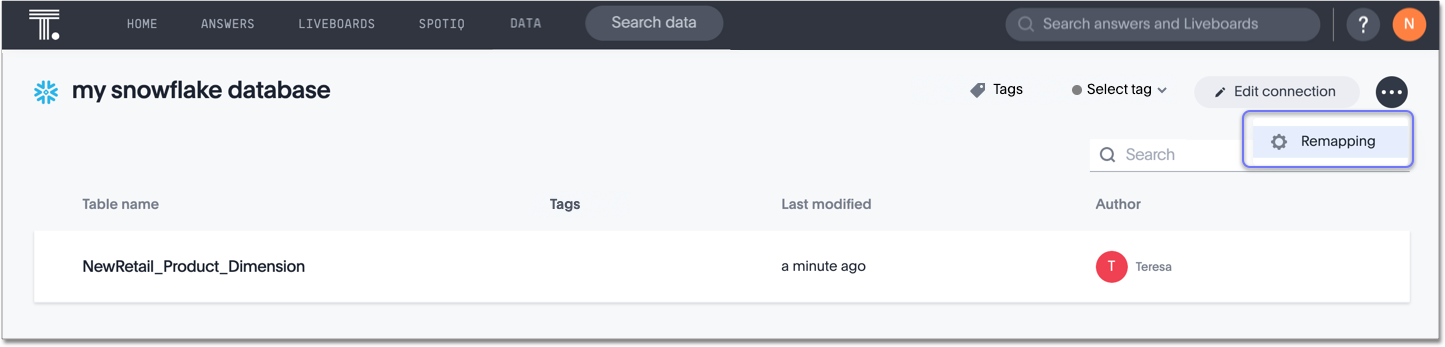 T. HOME ANSWERS LIVEBOARDS SPOTIQ DATA Search data Search answers and Liveboards ? N
my snowflake database Tags Select tag Edit connection
Remapping
Search
Table name Tags Last modified Author
NewRetail_Product_Dimension a minute ago T Teresa